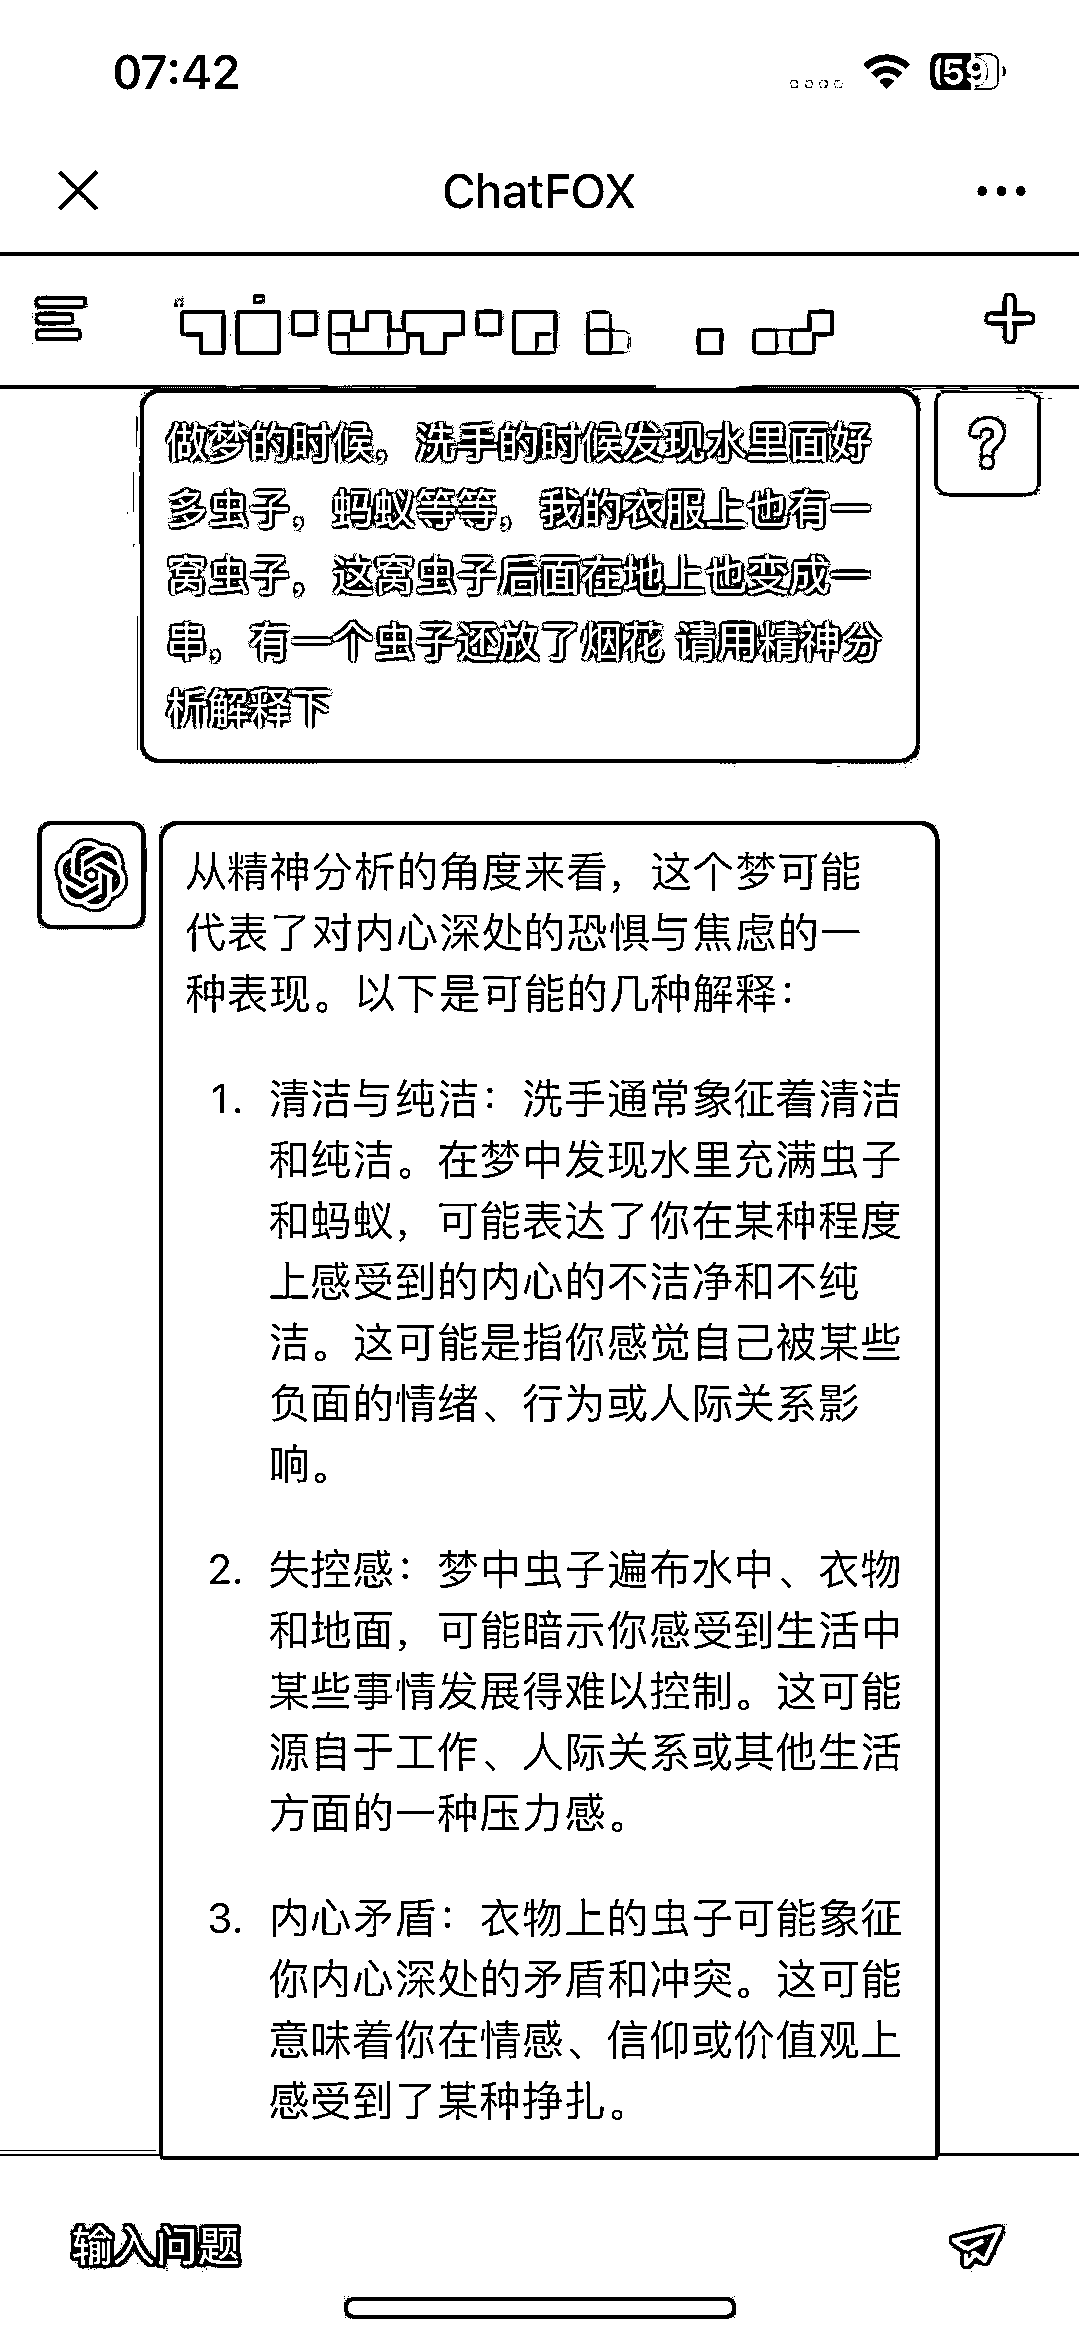 07:42
59
ChatFOX
做梦的时候，洗手的时候发现水里面好
多虫子，蚂蚁等等，我的衣服上也有一
窝虫子，这窝虫子后面在地上也变成一
串，有一个虫子还放了烟花 请用精神分
析解释下
?
从精神分析的角度来看，这个梦可能
代表了对内心深处的恐惧与焦虑的一
种表现。以下是可能的几种解释：
1. 清洁与纯洁：洗手通常象征着清洁
和纯洁。在梦中发现水里充满虫子
和蚂蚁，可能表达了你在某种程度
上感受到的内心的不洁净和不纯
洁。这可能是指你感觉自己被某些
负面的情绪、行为或人际关系影
响。
2. 失控感：梦中虫子遍布水中、衣物
和地面，可能暗示你感受到生活中
某些事情发展得难以控制。这可能
源自于工作、人际关系或其他生活
方面的一种压力感。
3. 内心矛盾：衣物上的虫子可能象征
你内心深处的矛盾和冲突。这可能
意味着你在情感、信仰或价值观上
感受到了某种挣扎。
输入问题